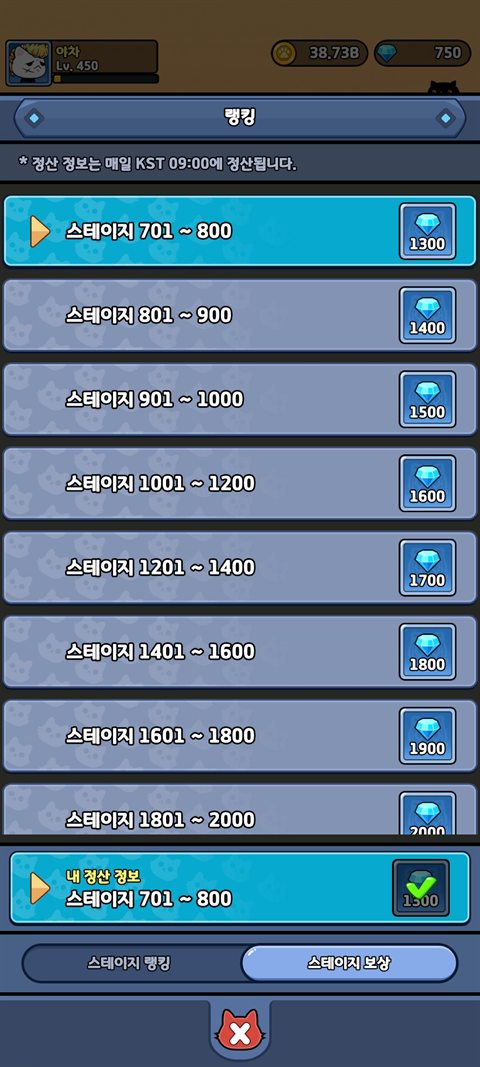 야차
Lv. 450
38.73B
750
랭킹
* 정산 정보는 매일 KST 09:00에 정산됩니다.
스테이지 701 ~ 800
1300
스테이지 801 ~ 900
1400
스테이지 901 ~ 1000
1500
스테이지 1001 ~ 1200
1600
스테이지 1201 ~ 1400
1700
스테이지 1401 ~ 1600
1800
스테이지 1601 ~ 1800
1900
스테이지 1801 ~ 2000
2000
내 정산 정보
스테이지 701 ~ 800
1300
스테이지 랭킹
스테이지 보상